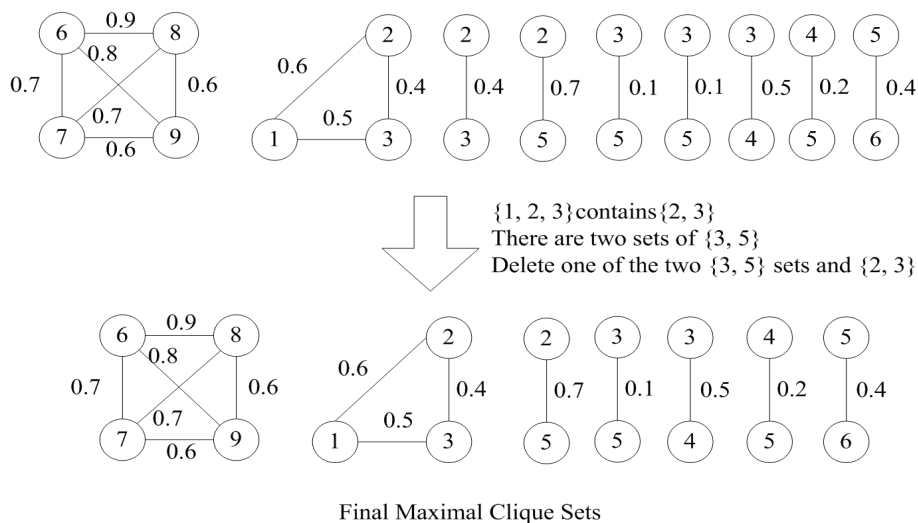 6 0.9 8 2 2 2 3 3 3 4 5
0.8
0.7 0.6 0.6 0.4 0.4 0.7 0.1 0.1 0.5 0.2 0.4
0.7 0.5
7 0.6 9 1 3 3 5 5 5 4 5 6
{1, 2, 3}contains{2, 3}
There are two sets of {3, 5}
Delete one of the two {3, 5} sets and {2, 3}
6 0.9 8 2 2 3 3 4 5
0.8
0.7 0.6 0.6 0.4 0.7 0.1 0.5 0.2 0.4
0.7 0.5
7 0.6 9 1 3 5 5 4 5 6
Final Maximal Clique Sets